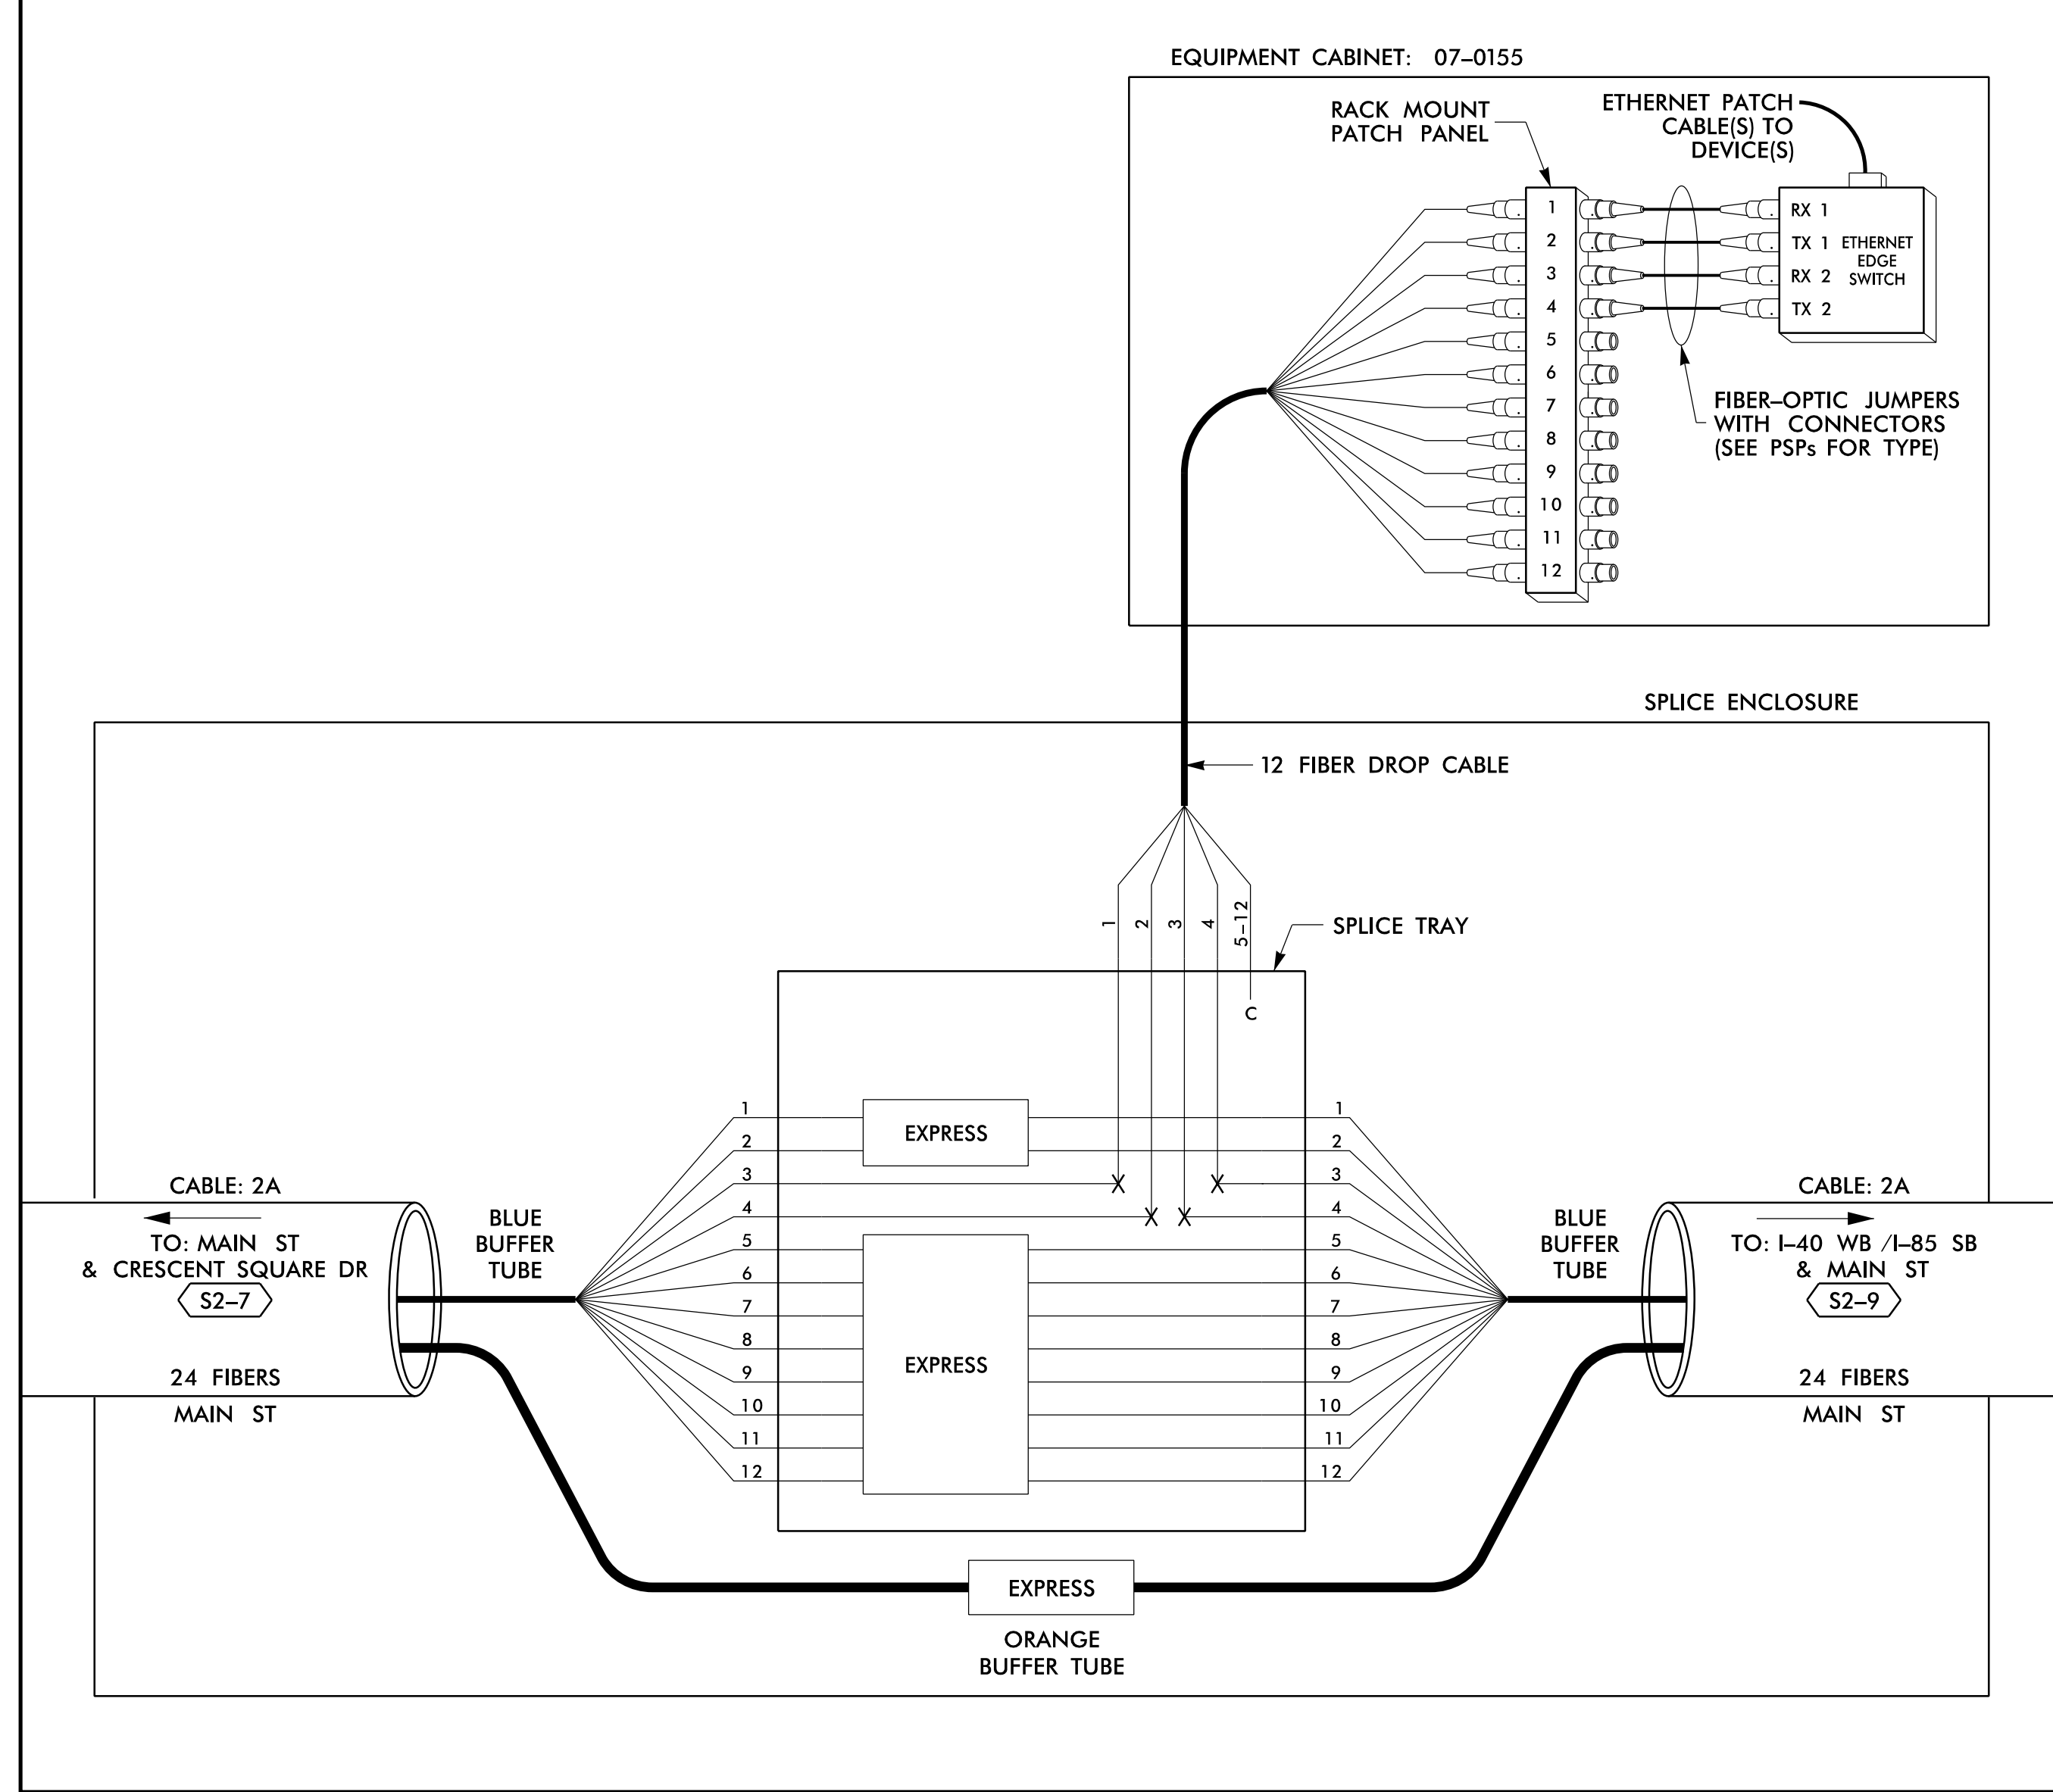 EQUIPMENT CABINET: 07–0155
RACK MOUNT
PATCH PANEL
ETHERNET PATCH
CABLE(S) TO
DEVICE(S)
1
2
3
4
5
6
7
8
9
10
11
12
RX 1
TX 1
RX 2
TX 2
ETHERNET
EDGE
SWITCH
FIBER–OPTIC JUMPERS
WITH CONNECTORS
(SEE PSPs FOR TYPE)
SPLICE ENCLOSURE
12 FIBER DROP CABLE
1
2
3
4
5–12
SPLICE TRAY
C
CABLE: 2A
TO: MAIN ST
& CRESCENT SQUARE DR
S2–7
24 FIBERS
MAIN ST
BLUE
BUFFER
TUBE
1
2
3
4
5
6
7
8
9
10
11
12
EXPRESS
EXPRESS
1
2
3
4
5
6
7
8
9
10
11
12
BLUE
BUFFER
TUBE
CABLE: 2A
TO: I–40 WB /I–85 SB
& MAIN ST
S2–9
24 FIBERS
MAIN ST
EXPRESS
ORANGE
BUFFER TUBE